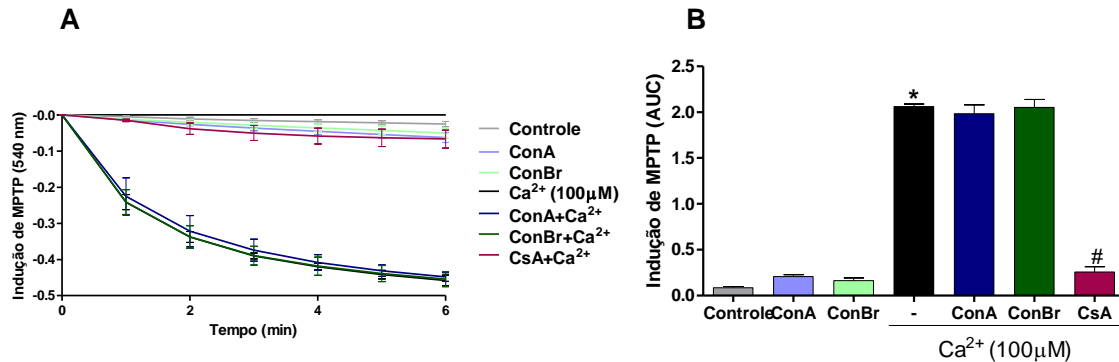 A
Indução de MPTP (540 nm)
-0.0
-0.1
-0.2
-0.3
-0.4
-0.5
0
2
4
6
Tempo (min)
Controle
ConA
ConBr
Ca²⁺ (100μM)
ConA+Ca²⁺
ConBr+Ca²⁺
CsA+Ca²⁺
B
Indução de MPTP (AUC)
2.5
2.0
1.5
1.0
0.5
0.0
*
#
Controle ConA ConBr - ConA ConBr CsA
Ca²⁺ (100μM)